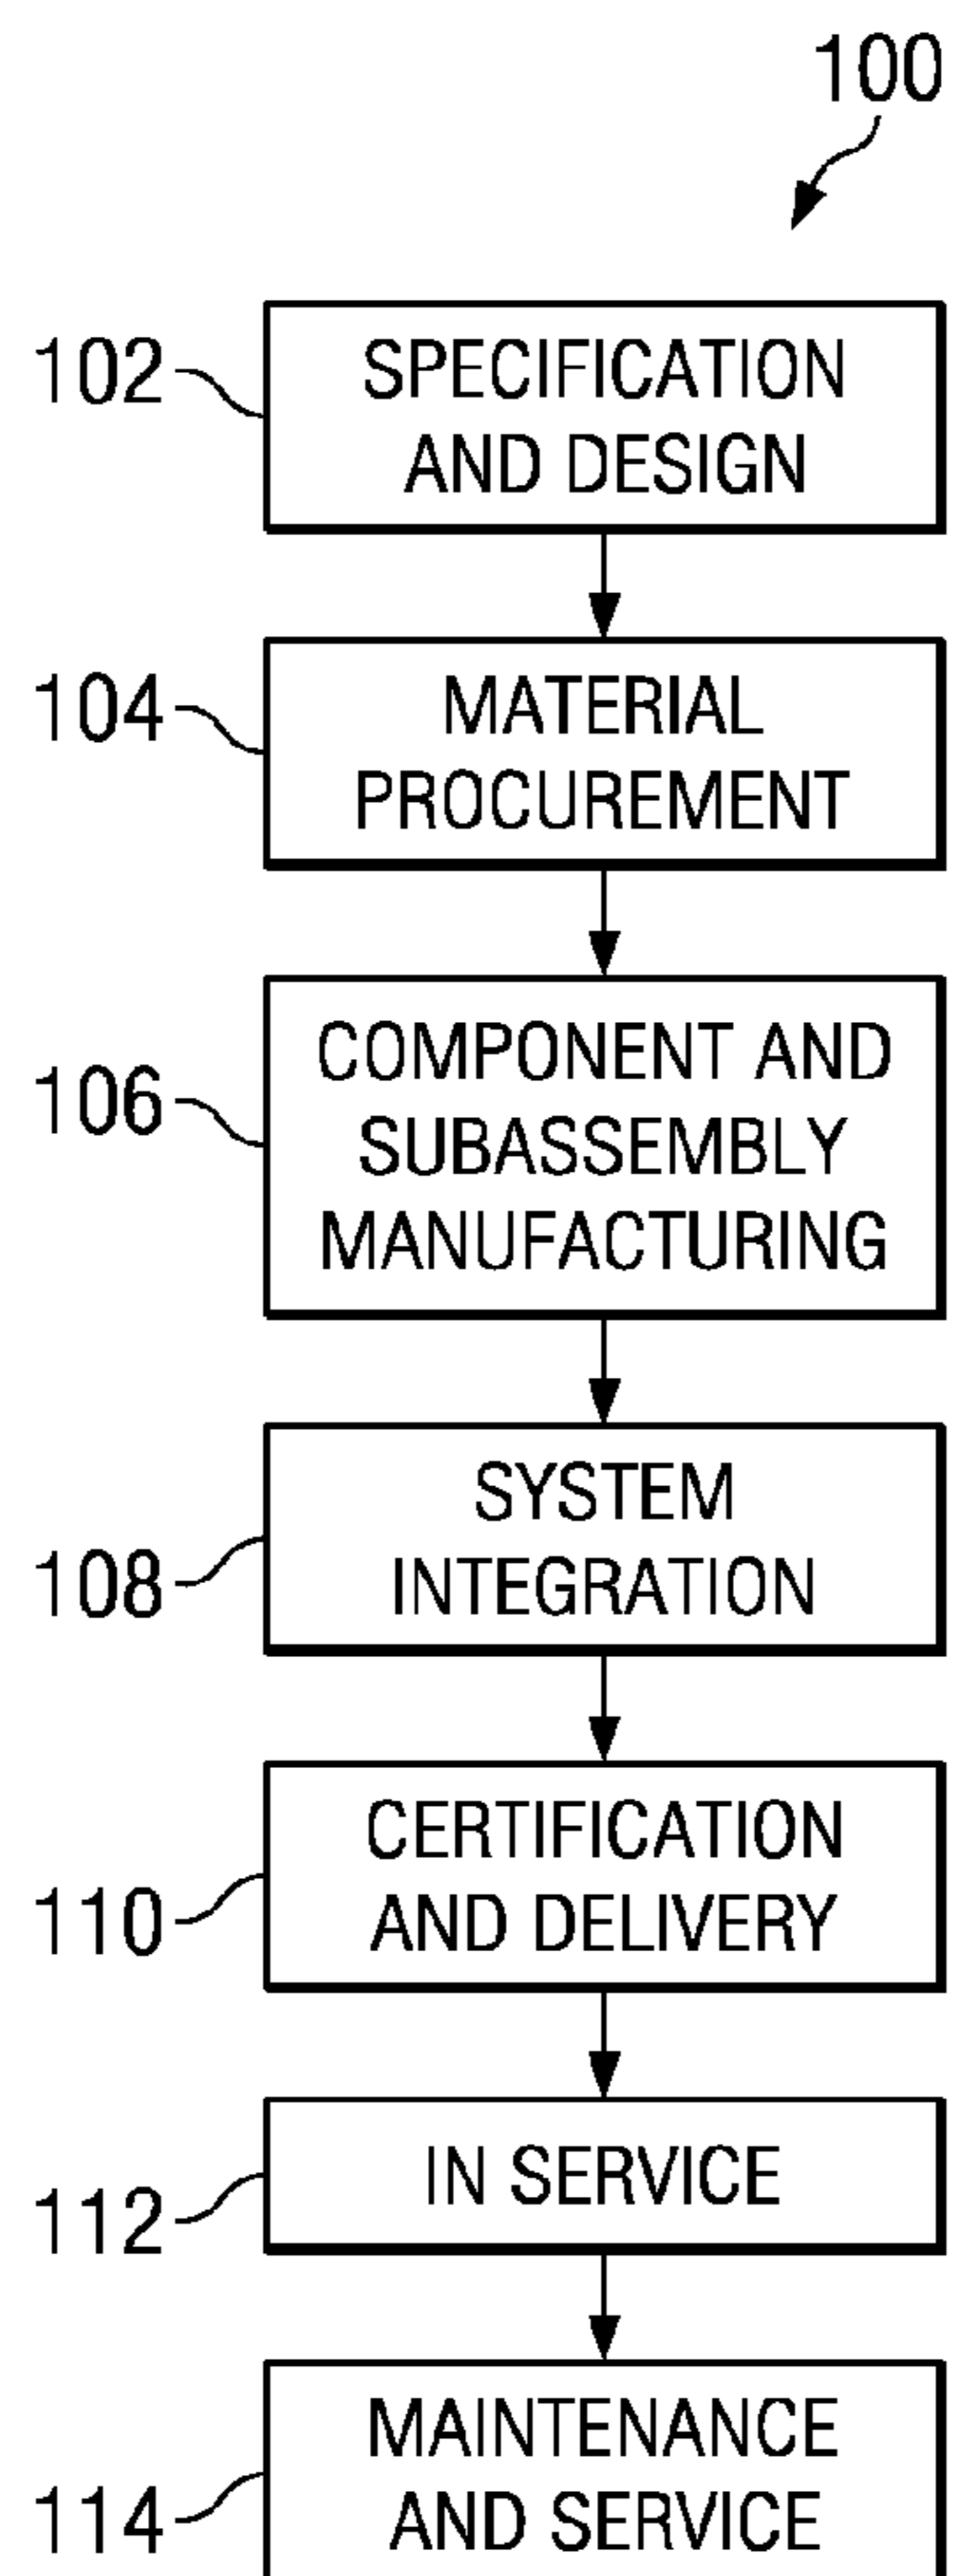 100
102
SPECIFICATION
AND DESIGN
104
MATERIAL
PROCUREMENT
106
COMPONENT AND
SUBASSEMBLY
MANUFACTURING
108
SYSTEM
INTEGRATION
110
CERTIFICATION
AND DELIVERY
112
IN SERVICE
114
MAINTENANCE
AND SERVICE